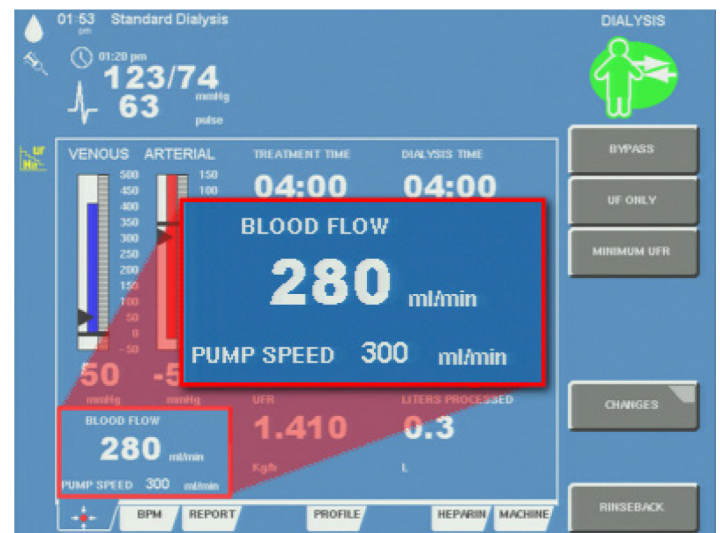 01:53 pm Standard Dialysis
DIALYSIS
01:20 pm
123/74 mmHg
63 pulse
UF
Na+
VENOUS ARTERIAL TREATMENT TIME DIALYSIS TIME
BYPASS
500 150
450 100
400
350
300
250
200
150
100
50
0
-50
04:00 04:00
UF ONLY
MINIMUM UFR
BLOOD FLOW
280 ml/min
PUMP SPEED 300 ml/min
50
mmHg mmHg
UFR LITERS PROCESSED
1.410 0.3
Kg/h L
CHANGES
BLOOD FLOW
280 ml/min
PUMP SPEED 300 ml/min
BPM REPORT PROFILE HEPARIN MACHINE
RINSEBACK